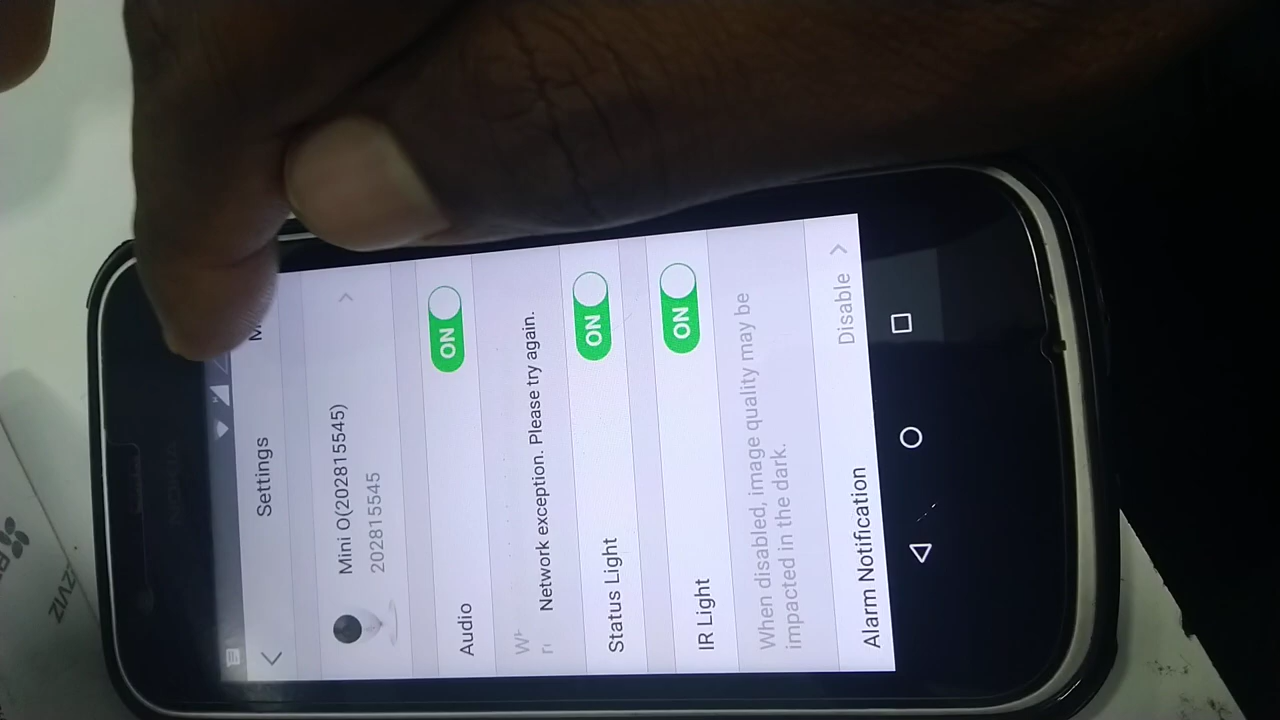 Settings
Mini O(202815545)
202815545
Audio
ON
Network exception. Please try again.
Status Light
ON
IR Light
ON
When disabled, image quality may be
impacted in the dark.
Alarm Notification
Disable
NOKIA